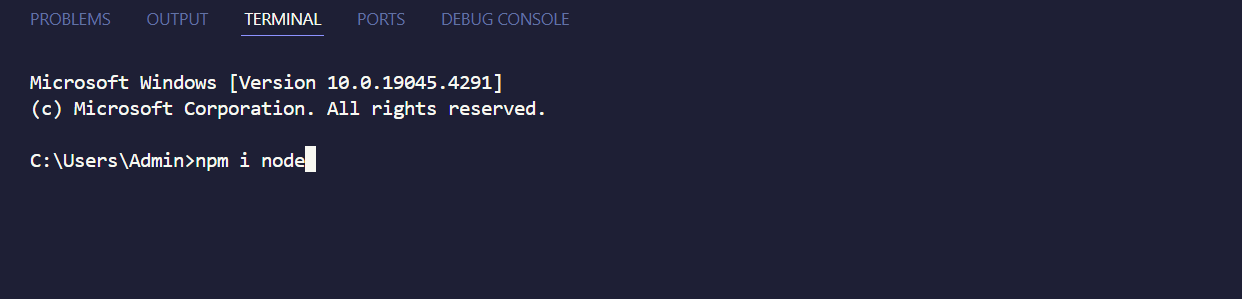 PROBLEMS OUTPUT TERMINAL PORTS DEBUG CONSOLE
Microsoft Windows [Version 10.0.19045.4291]
(c) Microsoft Corporation. All rights reserved.
C:\Users\Admin>npm i node